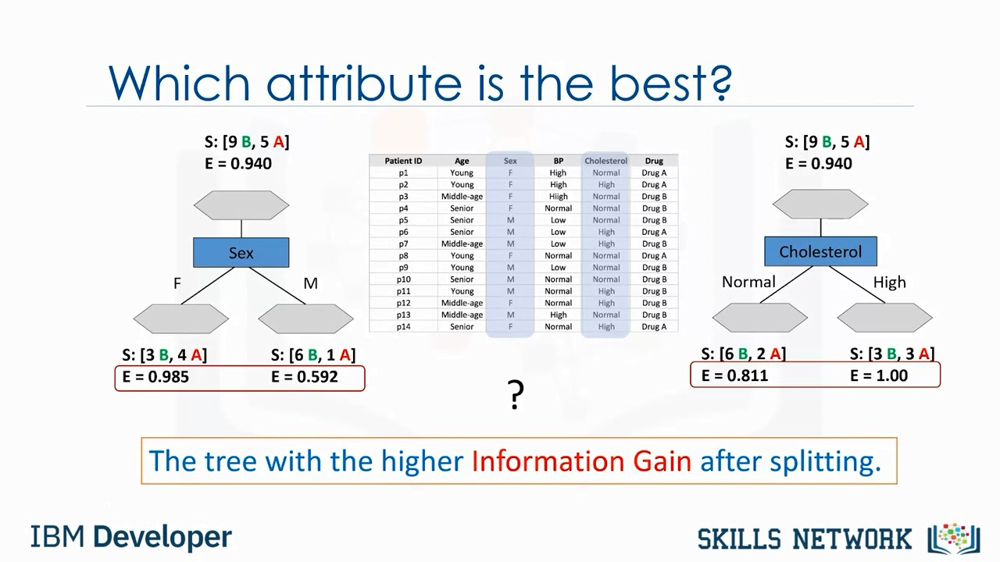 Which attribute is the best?
S: [9 B, 5 A]
E = 0.940
Sex
F
M
S: [3 B, 4 A]
S: [6 B, 1 A]
E = 0.985
E = 0.592
Patient ID Age Sex BP Cholesterol Drug
p1 Young F High Normal Drug A
p2 Young F High High Drug A
p3 Middle-age F Hiigh Normal Drug B
p4 Senior F Normal Normal Drug B
p5 Senior M Low Normal Drug B
p6 Senior M Low High Drug A
p7 Middle-age M Low High Drug B
p8 Young F Normal Normal Drug A
p9 Young M Low Normal Drug B
p10 Senior M Normal Normal Drug B
p11 Young M Normal High Drug B
p12 Middle-age F Normal High Drug B
p13 Middle-age M High Normal Drug B
p14 Senior F Normal High Drug A
S: [9 B, 5 A]
E = 0.940
Cholesterol
Normal
High
S: [6 B, 2 A]
S: [3 B, 3 A]
E = 0.811
E = 1.00
?
The tree with the higher Information Gain after splitting.
IBM Developer
SKILLS NETWORK